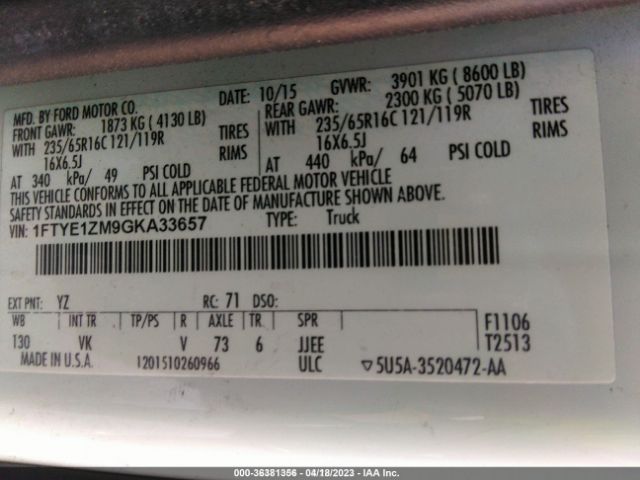 MFD. BY FORD MOTOR CO.
DATE: 10/15 GVWR: 3901 KG ( 8600 LB)
FRONT GAWR: 1873 KG ( 4130 LB)
REAR GAWR: 2300 KG ( 5070 LB)
WITH 235/65R16C 121/119R TIRES
WITH 235/65R16C 121/119R TIRES
16X6.5J RIMS
16X6.5J RIMS
AT 340 kPa/ 49 PSI COLD
AT 440 kPa/ 64 PSI COLD
THIS VEHICLE CONFORMS TO ALL APPLICABLE FEDERAL MOTOR VEHICLE
SAFETY STANDARDS IN EFFECT ON THE DATE OF MANUFACTURE SHOWN ABOVE.
VIN: 1FTYE1ZM9GKA33657 TYPE: Truck
EXT PNT: YZ RC: 71 DSO:
WB INT TR TP/PS R AXLE TR SPR
130 VK V 73 6 JJEE
F1106
T2513
MADE IN U.S.A. 1201510260966 ULC ▽5U5A-3520472-AA
000-36381356 - 04/18/2023 - IAA Inc.